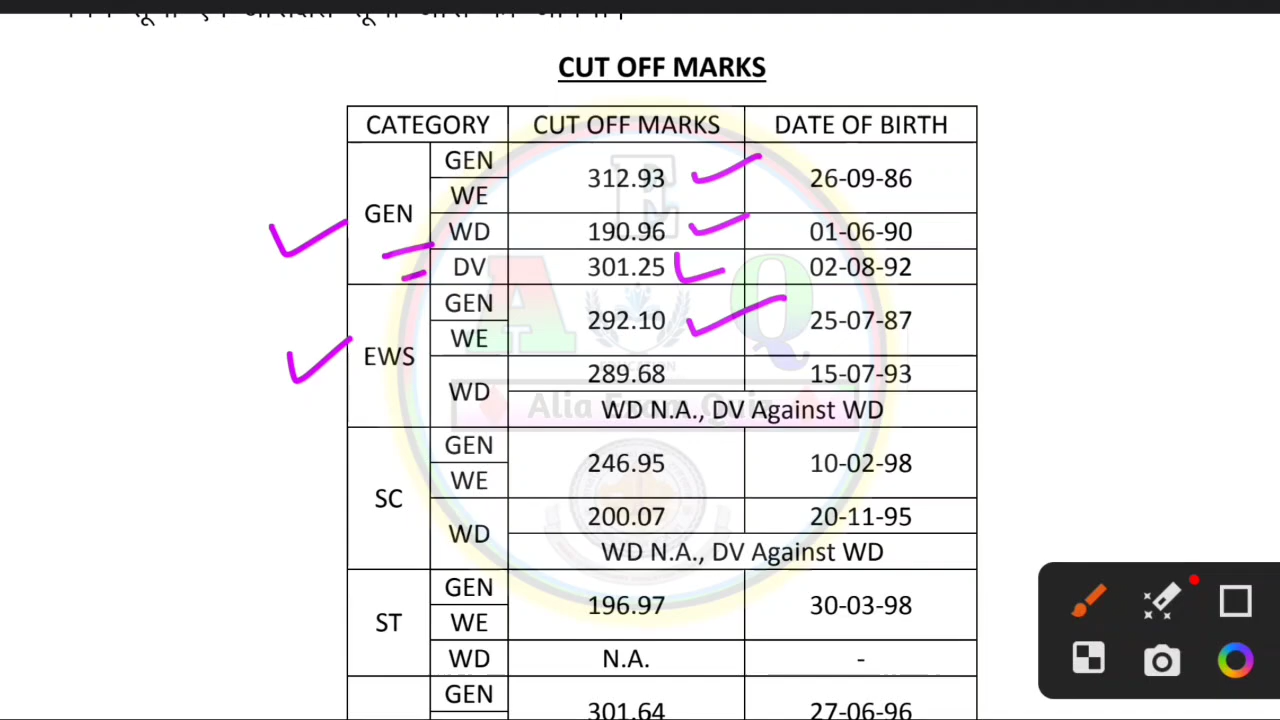 CUT OFF MARKS
CATEGORY CUT OFF MARKS DATE OF BIRTH
GEN GEN 312.93 26-09-86
WE
WD 190.96 01-06-90
DV 301.25 02-08-92
EWS GEN 292.10 25-07-87
WE
WD 289.68 15-07-93
WD N.A., DV Against WD
SC GEN 246.95 10-02-98
WE
WD 200.07 20-11-95
WD N.A., DV Against WD
ST GEN 196.97 30-03-98
WE
WD N.A. -
GEN 301.64 27-06-96
A E Q
EDUCATION
Alia Exam Quiz